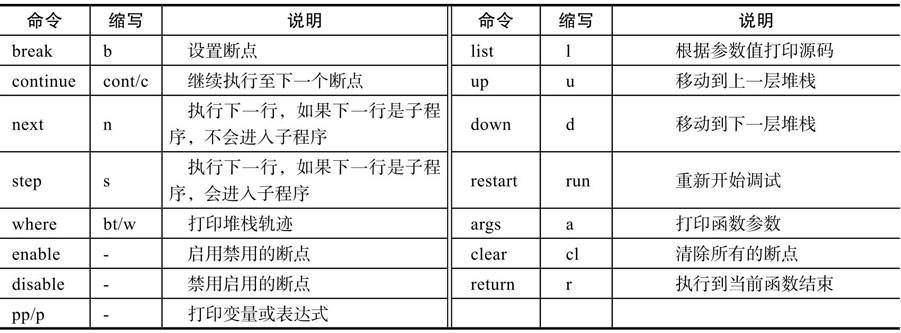 命令 缩写 说明 命令 缩写 说明
break b 设置断点 list l 根据参数值打印源码
continue cont/c 继续执行至下一个断点 up u 移动到上一层堆栈
next n 执行下一行，如果下一行是子程
序，不会进入子程序 down d 移动到下一层堆栈
step s 执行下一行，如果下一行是子程
序，会进入子程序 restart run 重新开始调试
where bt/w 打印堆栈轨迹 args a 打印函数参数
enable - 启用禁用的断点 clear cl 清除所有的断点
disable - 禁用启用的断点 return r 执行到当前函数结束
pp/p - 打印变量或表达式